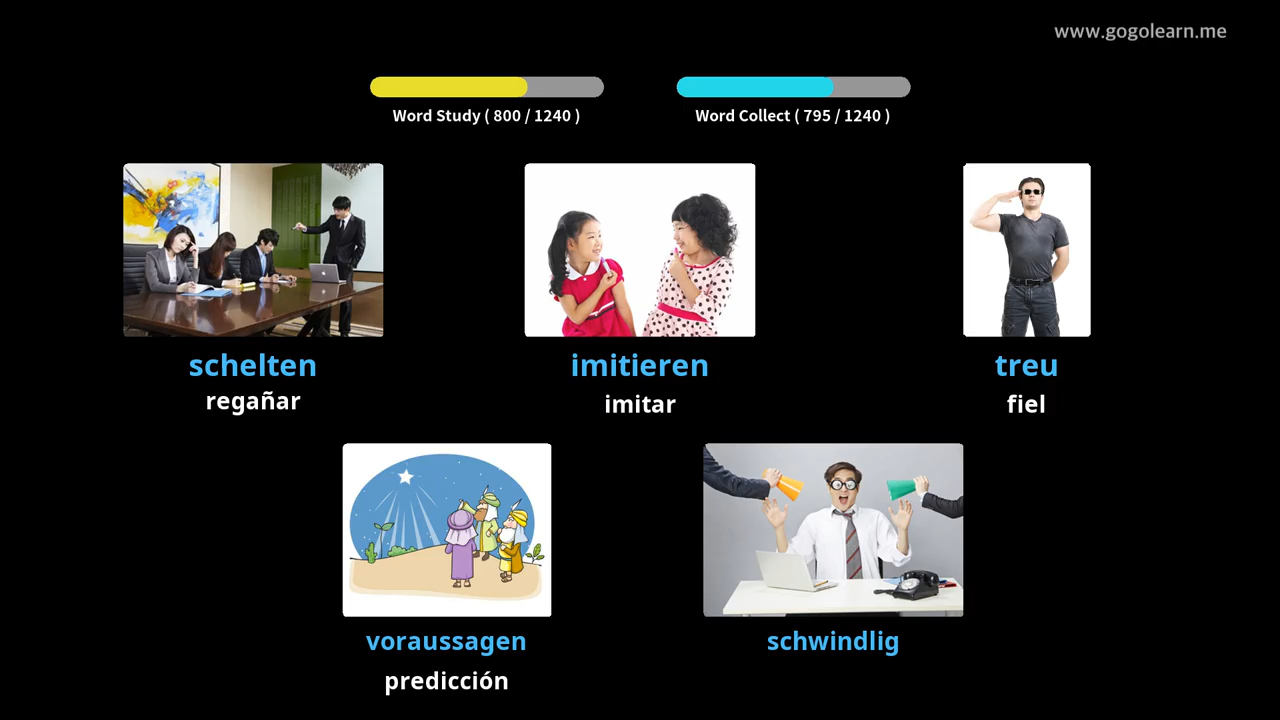 www.gogolearn.me
Word Study ( 800 / 1240 )
Word Collect ( 795 / 1240 )
schelten
regañar
imitieren
imitar
treu
fiel
voraussagen
predicción
schwindlig